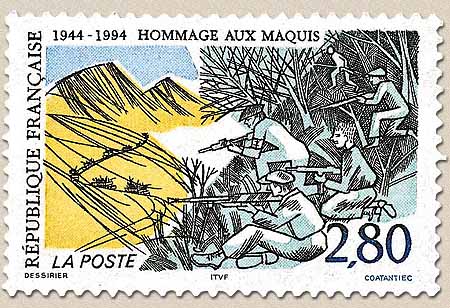 1944 - 1994 HOMMAGE AUX MAQUIS
RÉPUBLIQUE FRANÇAISE
LA POSTE
2,80
DESSIRIER
ITVF
COATANTIEC